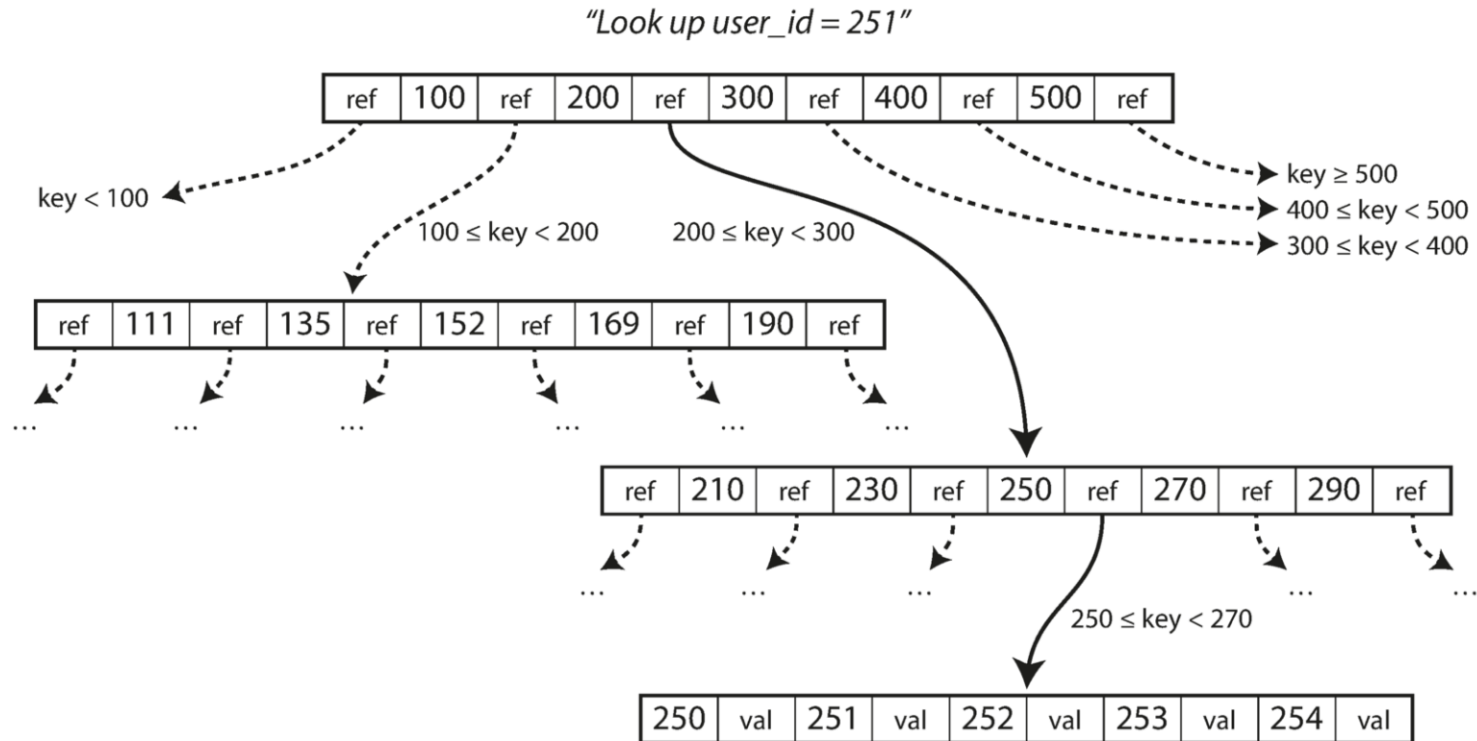 “Look up user_id = 251”
ref 100 ref 200 ref 300 ref 400 ref 500 ref
key < 100
100 ≤ key < 200
200 ≤ key < 300
key ≥ 500
400 ≤ key < 500
300 ≤ key < 400
ref 111 ref 135 ref 152 ref 169 ref 190 ref
... ... ... ... ... ...
ref 210 ref 230 ref 250 ref 270 ref 290 ref
... ... ... ... ...
250 ≤ key < 270
250 val 251 val 252 val 253 val 254 val